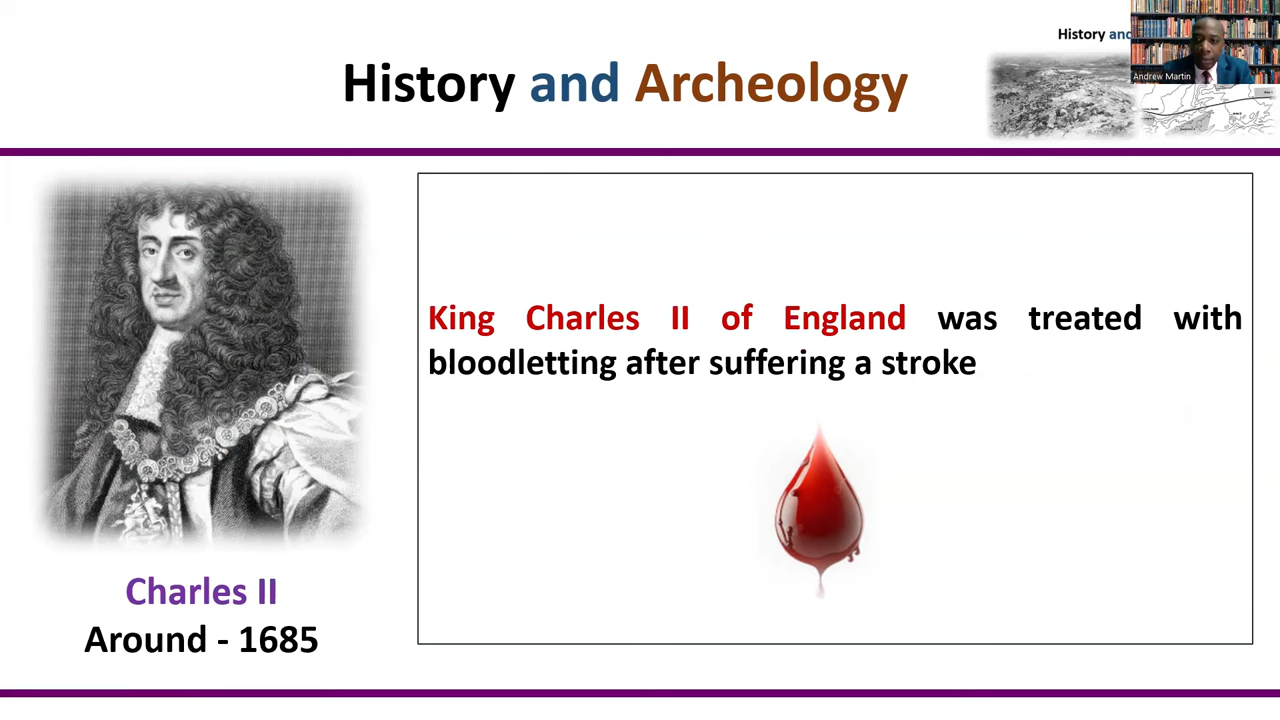 History and
Andrew Martin
History and Archeology
King Charles II of England was treated with
bloodletting after suffering a stroke
Charles II
Around - 1685